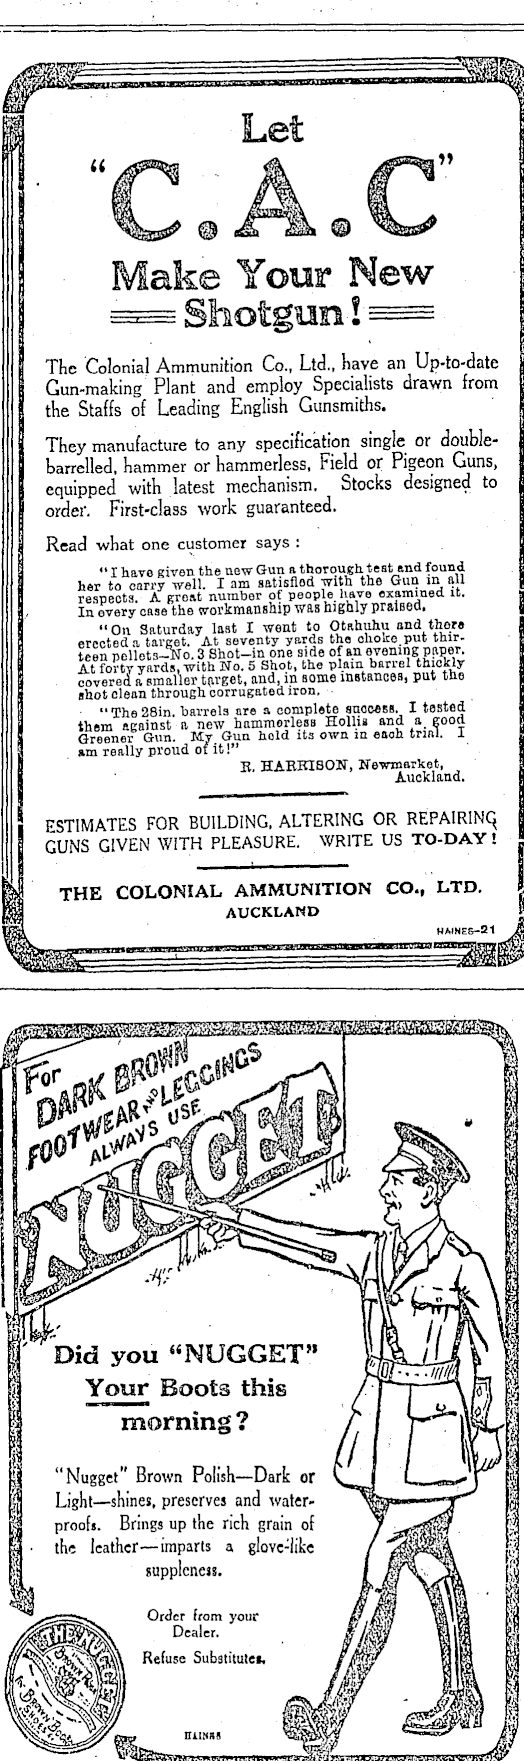 Let
"C.A.C"
Make Your New
Shotgun!
The Colonial Ammunition Co., Ltd., have an Up-to-date
Gun-making Plant and employ Specialists drawn from
the Staffs of Leading English Gunsmiths.
They manufacture to any specification single or double-
barrelled, hammer or hammerless, Field or Pigeon Guns,
equipped with latest mechanism. Stocks designed to
order. First-class work guaranteed.
Read what one customer says :
"I have given the new Gun a thorough test and found
her to carry well. I am satisfied with the Gun in all
respects. A great number of people have examined it.
In every case the workmanship was highly praised.
"On Saturday last I went to Otahuhu and there
erected a target. At seventy yards the choke put thir-
teen pellets—No. 3 Shot—in one side of an evening paper.
At forty yards, with No. 5 Shot, the plain barrel thickly
covered a smaller target, and, in some instances, put the
shot clean through corrugated iron.
"The 28in. barrels are a complete success. I tested
them against a new hammerless Hollis and a good
Greener Gun. My Gun held its own in each trial. I
am really proud of it!"
R. HARRISON, Newmarket,
Auckland.
ESTIMATES FOR BUILDING, ALTERING OR REPAIRING
GUNS GIVEN WITH PLEASURE. WRITE US TO-DAY!
THE COLONIAL AMMUNITION CO., LTD.
AUCKLAND
HAINES-21
For
DARK BROWN
FOOTWEAR AND LEGGINGS
ALWAYS USE
NUGGET
Did you "NUGGET"
Your Boots this
morning?
"Nugget" Brown Polish—Dark or
Light—shines, preserves and water-
proofs. Brings up the rich grain of
the leather—imparts a glove-like
suppleness.
Order from your
Dealer.
Refuse Substitutes.
THE NUGGET
Brown Polish
HAINES